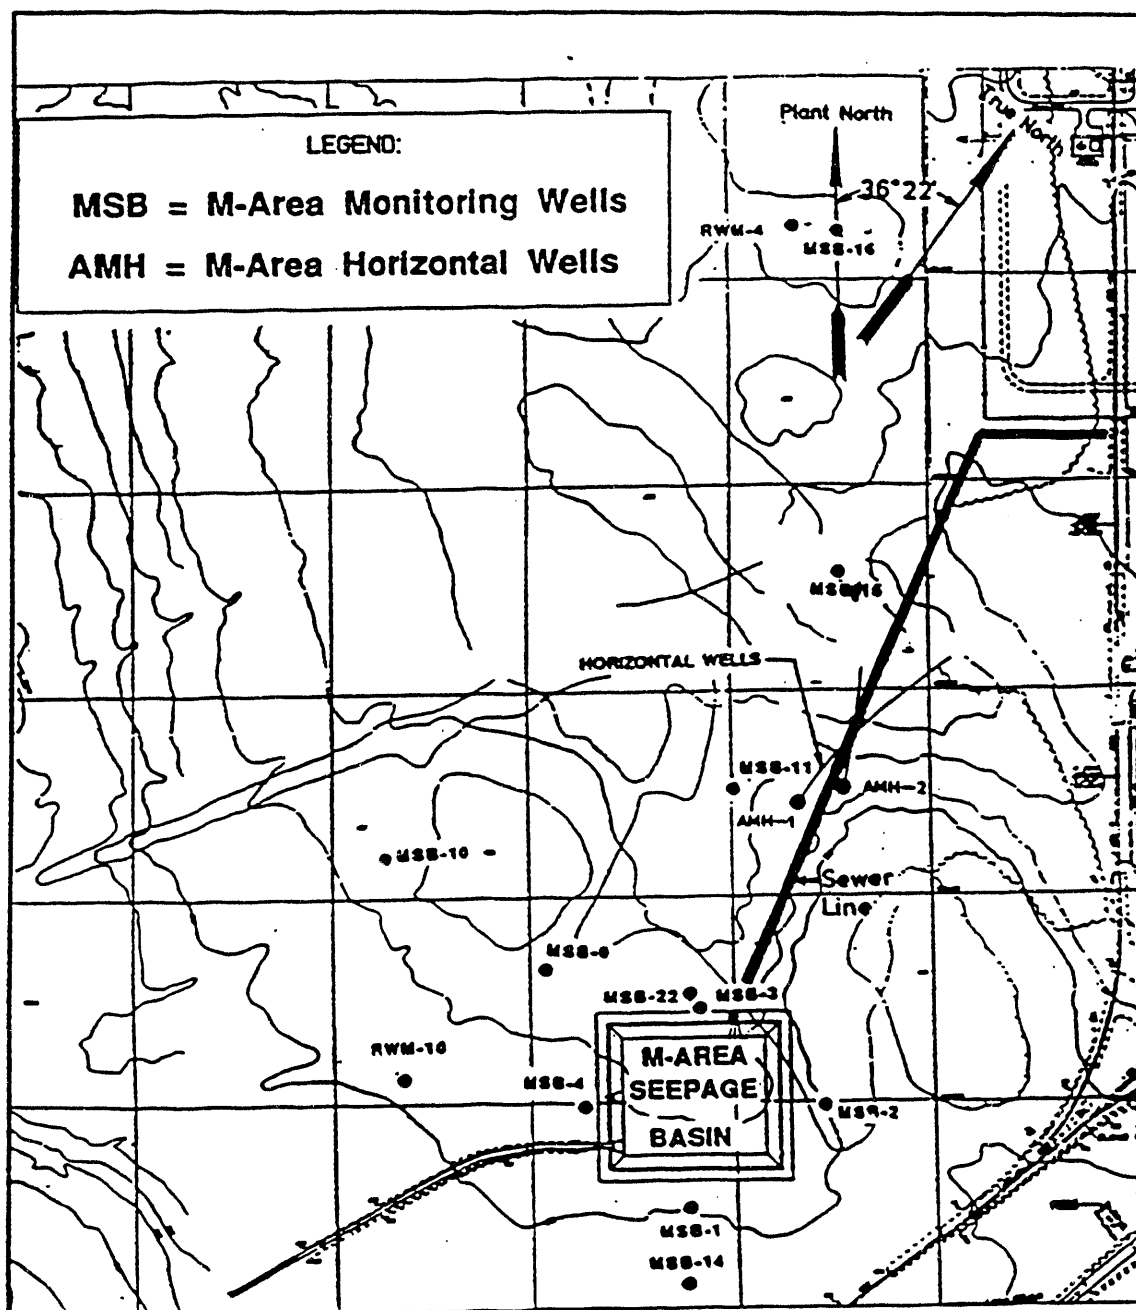 LEGEND:
MSB = M-Area Monitoring Wells
AMH = M-Area Horizontal Wells
Plant North
True North
36°22'
RWM-4
MSB-16
MSB-15
HORIZONTAL WELLS
MSB-11
AMH-2
AMH-1
MSB-10
Sewer
Line
MSB-22
MSB-3
RWM-10
MSB-4
M-AREA
SEEPAGE
BASIN
MSB-2
MSB-1
MSB-14